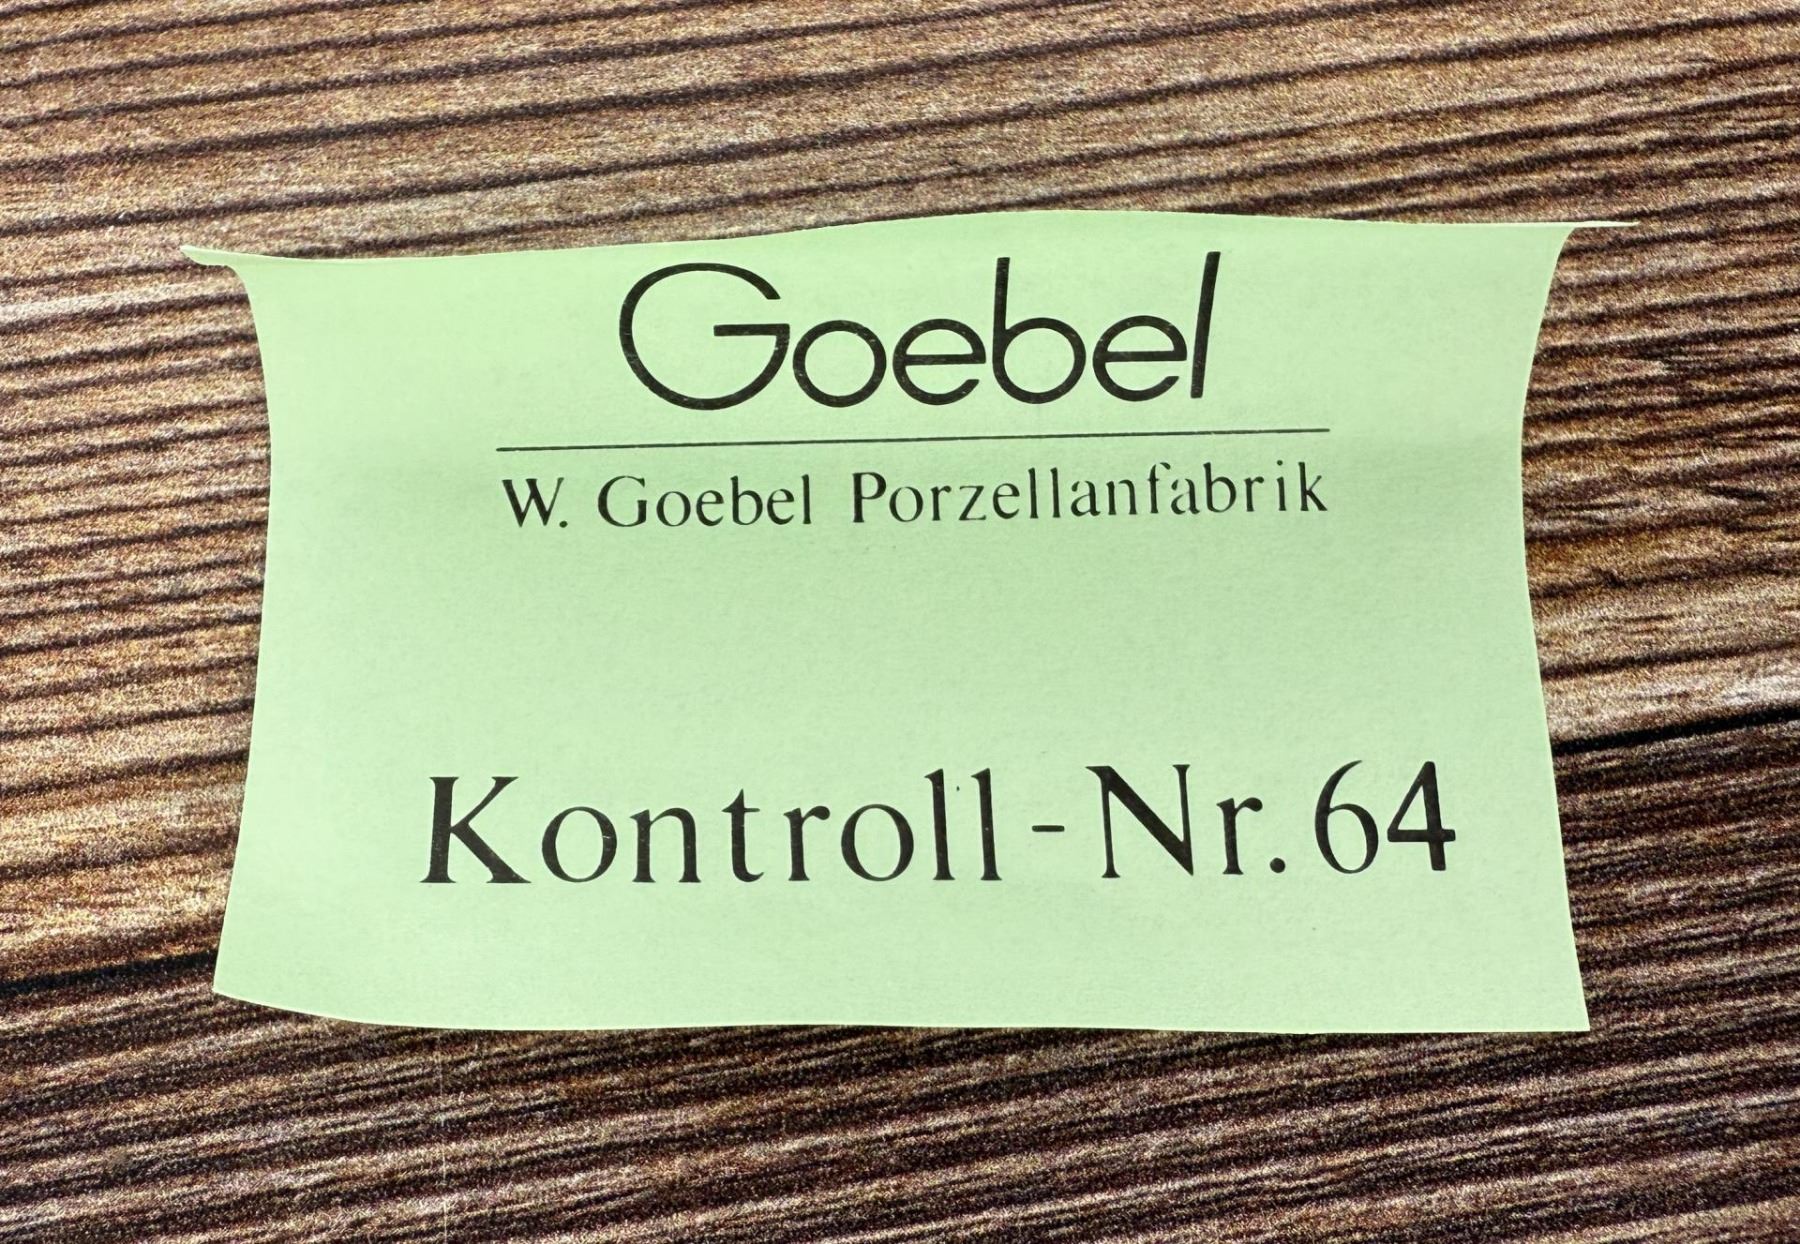 Goebel
W. Goebel Porzellanfabrik
Kontroll-Nr. 64